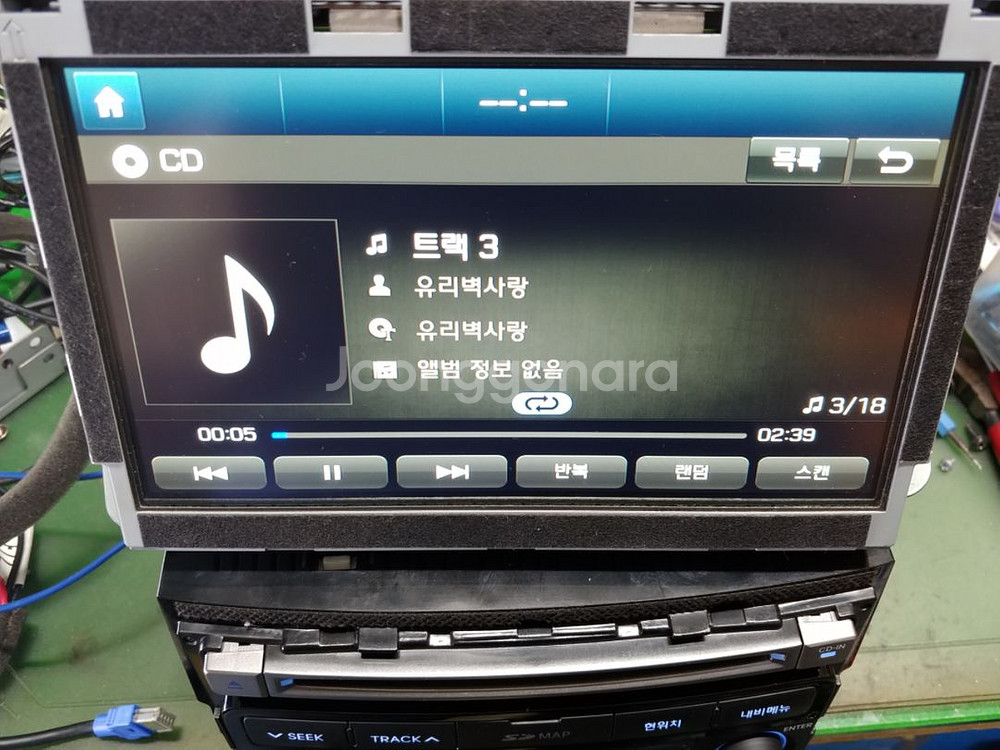 --:--
CD
목록
트랙 3
유리벽사랑
유리벽사랑
앨범 정보 없음
Joonggonara
3/18
00:05
02:39
반복
랜덤
스캔
CD-IN
SEEK
TRACK
SD MAP
현위치
내비메뉴
ENTER